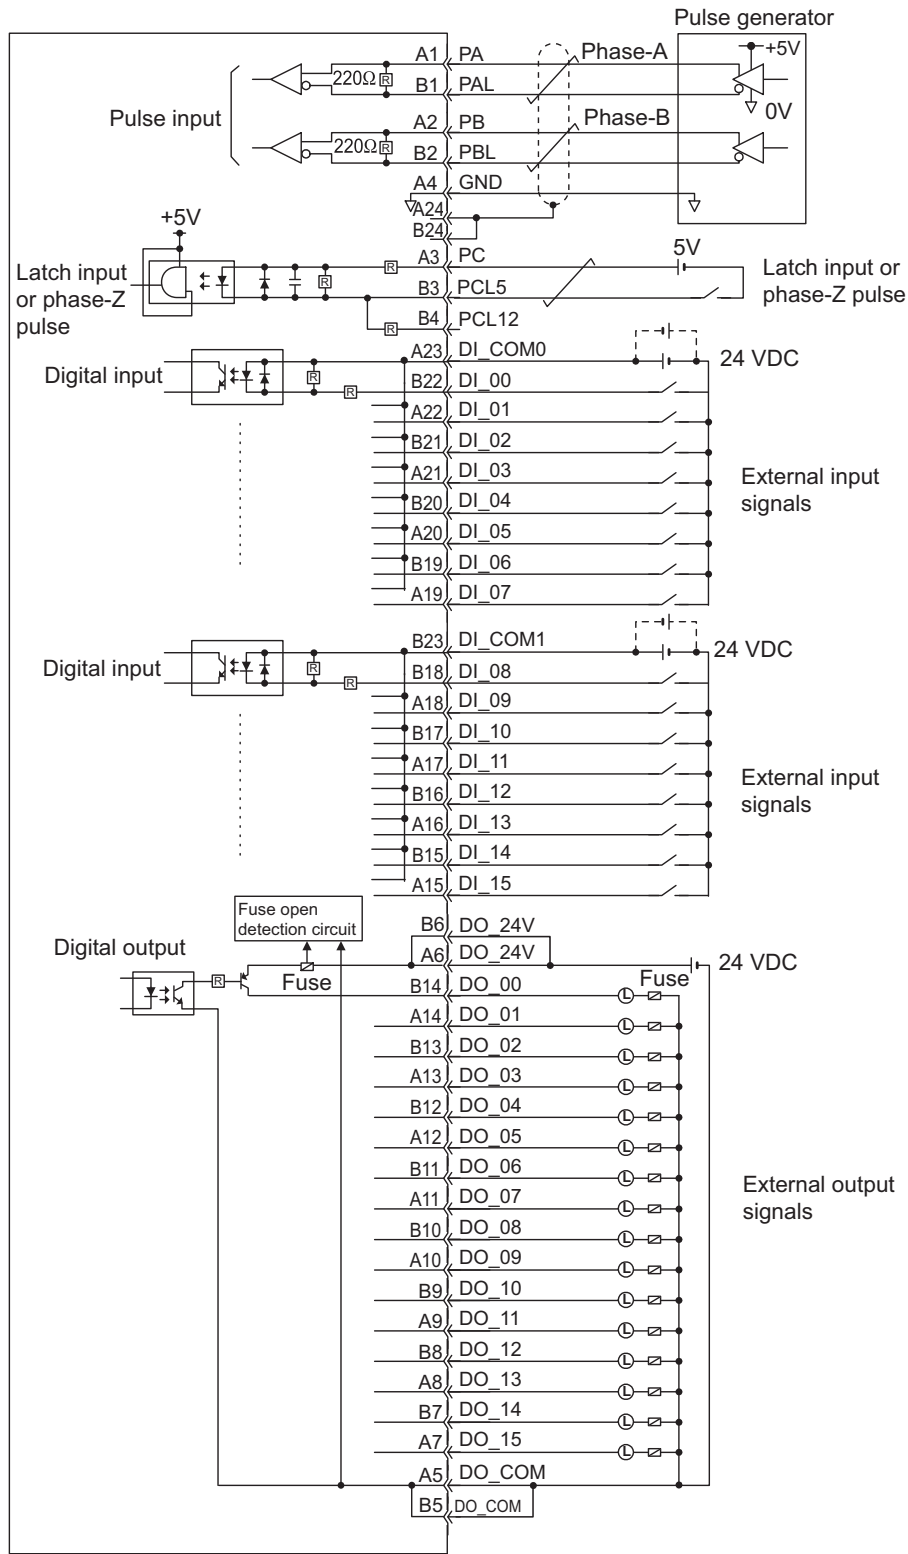 Pulse generator
A1 PA Phase-A +5V
220Ω R
B1 PAL
0V
Pulse input
A2 PB Phase-B
220Ω R
B2 PBL
A4 GND
A24
+5V
B24
A3 PC 5V
R
Latch input
or phase-Z
pulse
R
B3 PCL5
Latch input or
phase-Z pulse
B4 PCL12
R
A23 DI_COM0 24 VDC
Digital input
R
B22 DI_00
R
A22 DI_01
B21 DI_02
A21 DI_03
External input
signals
B20 DI_04
A20 DI_05
B19 DI_06
A19 DI_07
B23 DI_COM1 24 VDC
Digital input
R
B18 DI_08
R
A18 DI_09
B17 DI_10
A17 DI_11
External input
signals
B16 DI_12
A16 DI_13
B15 DI_14
A15 DI_15
Fuse open
detection circuit
B6 DO_24V
Digital output
A6 DO_24V 24 VDC
R
Fuse
B14 DO_00 Fuse
L
A14 DO_01 L
B13 DO_02 L
A13 DO_03 L
B12 DO_04 L
A12 DO_05 L
B11 DO_06 L
External output
signals
A11 DO_07 L
B10 DO_08 L
A10 DO_09 L
B9 DO_10 L
A9 DO_11 L
B8 DO_12 L
A8 DO_13 L
B7 DO_14 L
A7 DO_15 L
A5 DO_COM
B5 DO_COM